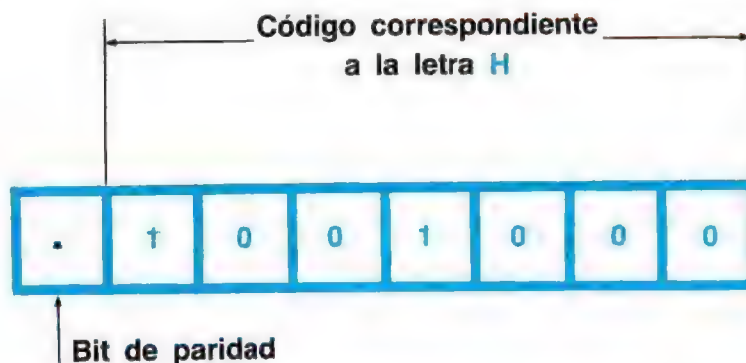 Código correspondiente
a la letra H
. 1 0 0 1 0 0 0
Bit de paridad